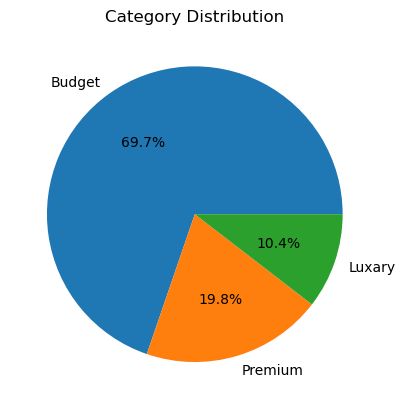 Category Distribution
Budget
69.7%
10.4%
Luxary
19.8%
Premium